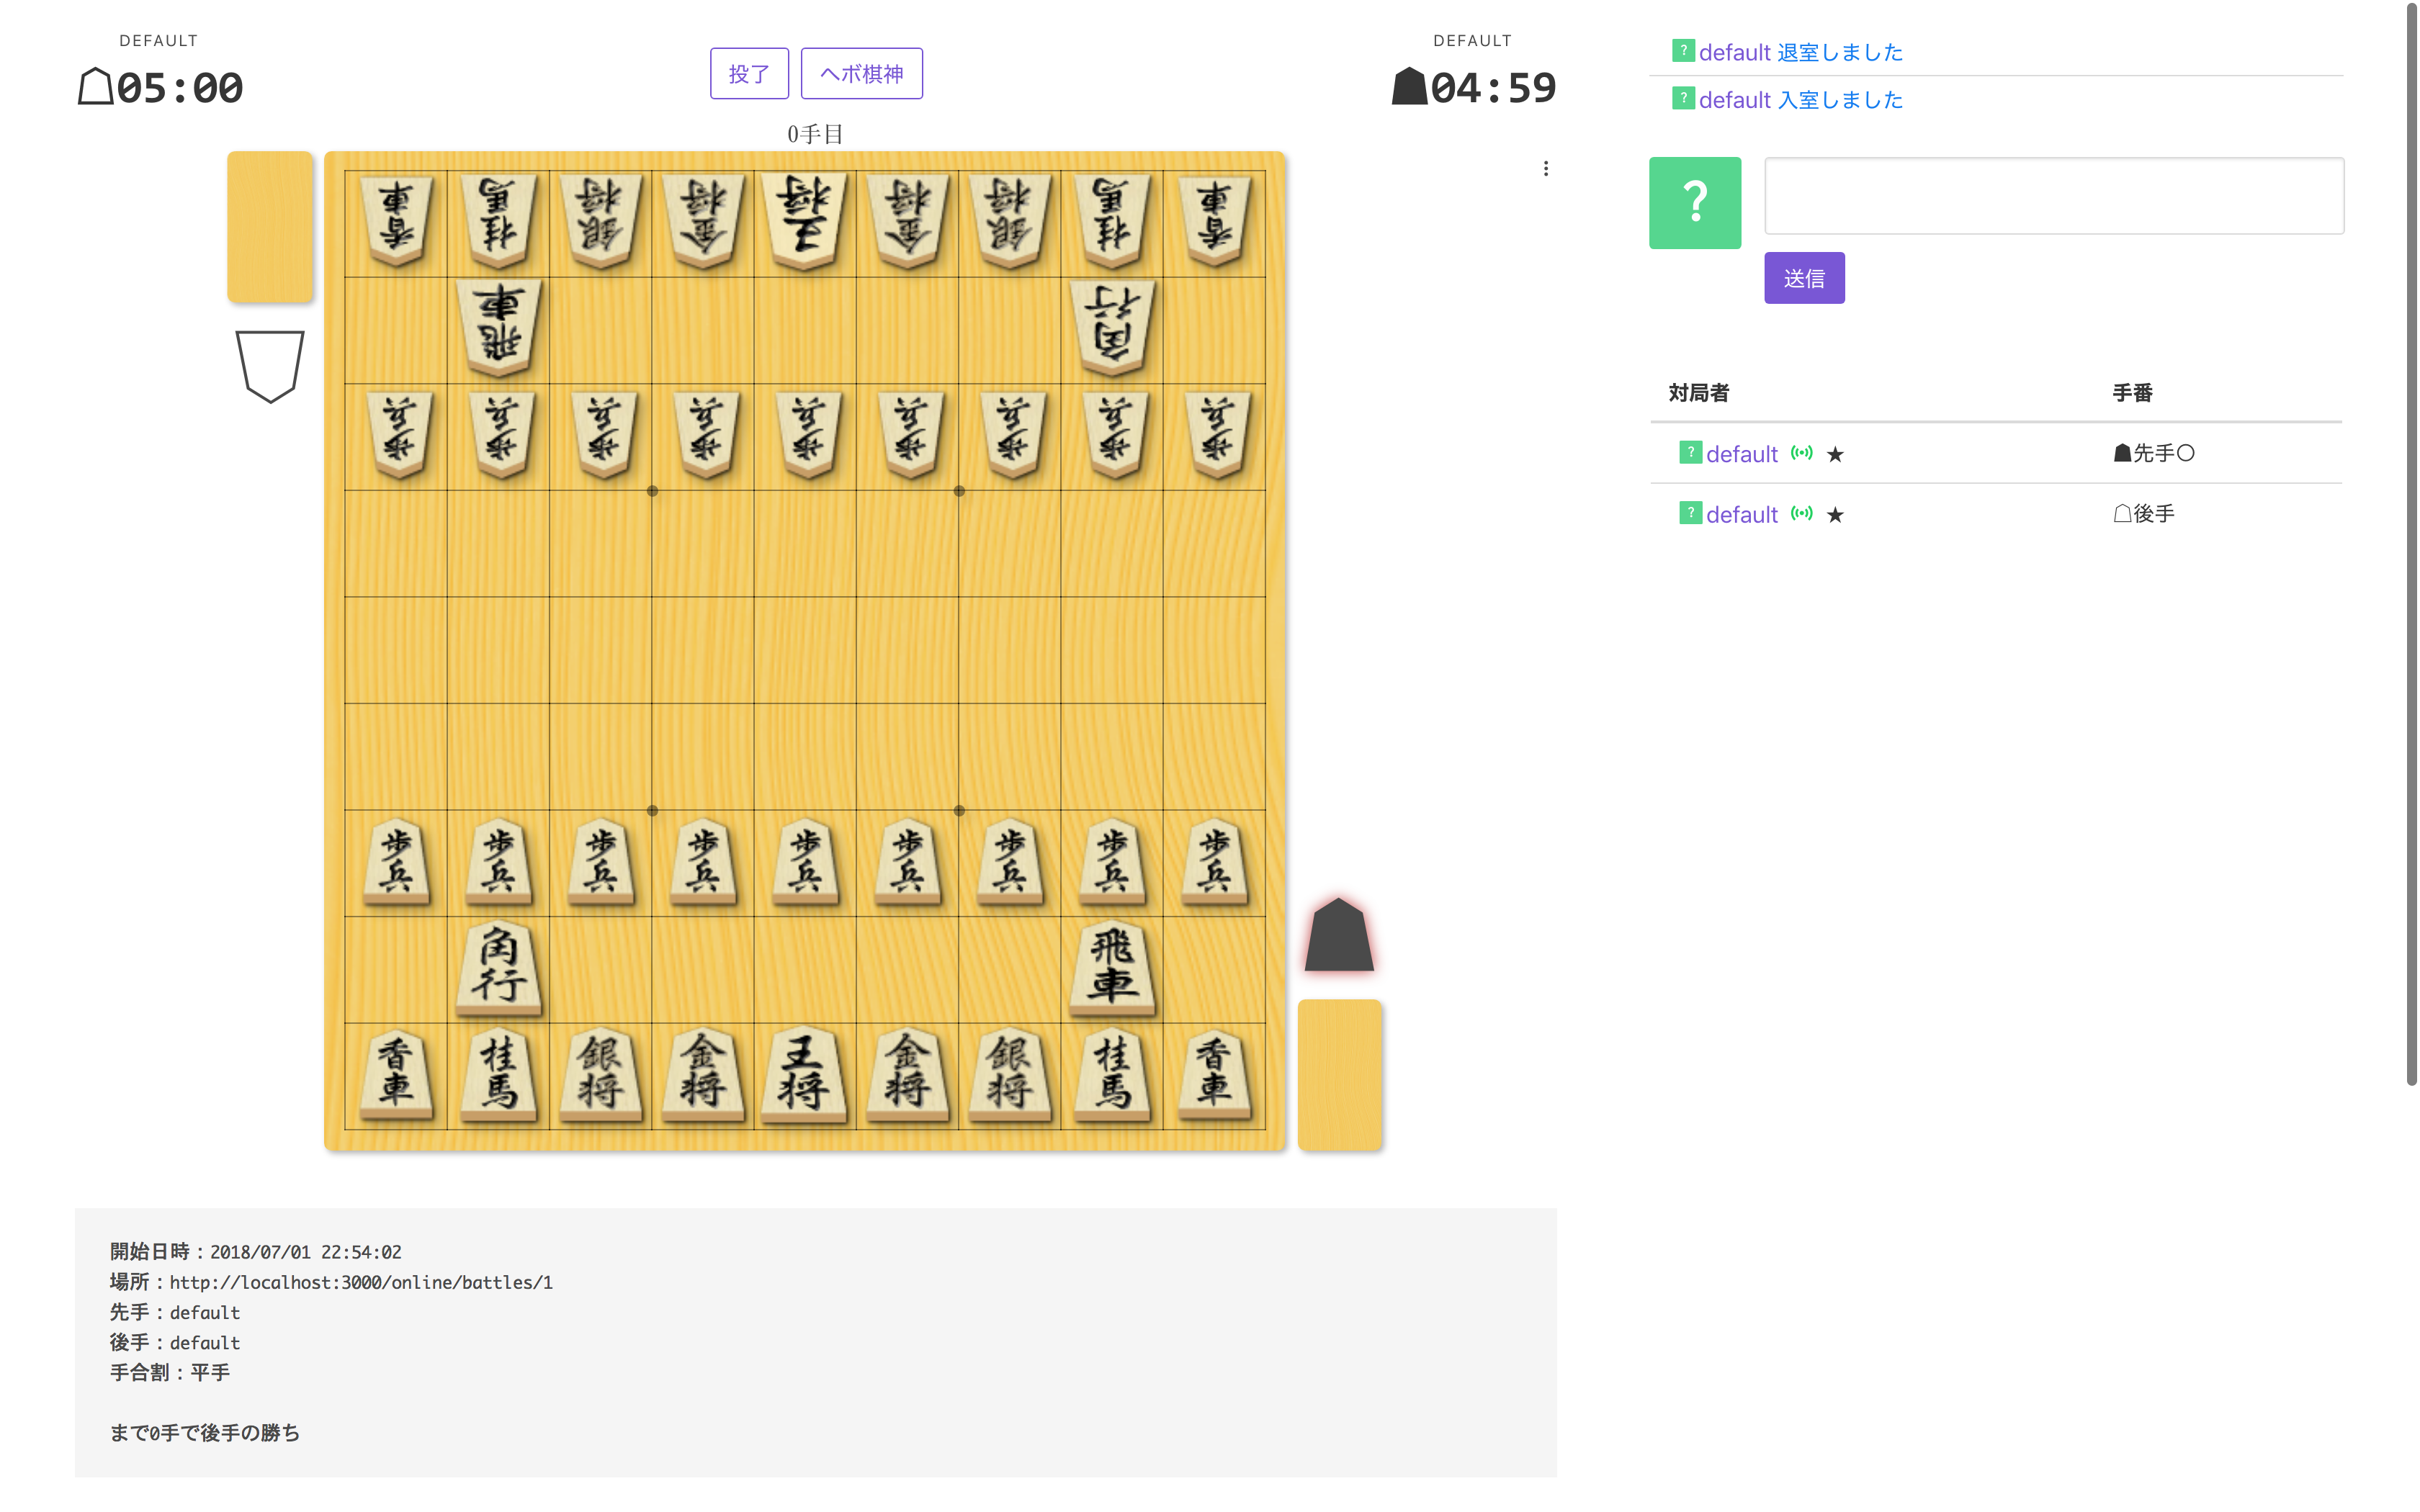 DEFAULT
☖05:00
投了
ヘボ棋神
DEFAULT
☗04:59
0手目
香車 桂馬 銀将 金将 王将 金将 銀将 桂馬 香車
飛車 角行
歩兵 歩兵 歩兵 歩兵 歩兵 歩兵 歩兵 歩兵 歩兵
歩兵 歩兵 歩兵 歩兵 歩兵 歩兵 歩兵 歩兵 歩兵
角行 飛車
香車 桂馬 銀将 金将 王将 金将 銀将 桂馬 香車
開始日時：2018/07/01 22:54:02
場所：http://localhost:3000/online/battles/1
先手：default
後手：default
手合割：平手
まで0手で後手の勝ち
? default 退室しました
? default 入室しました
?
送信
対局者 手番
? default ★ ☗先手○
? default ★ ☖後手